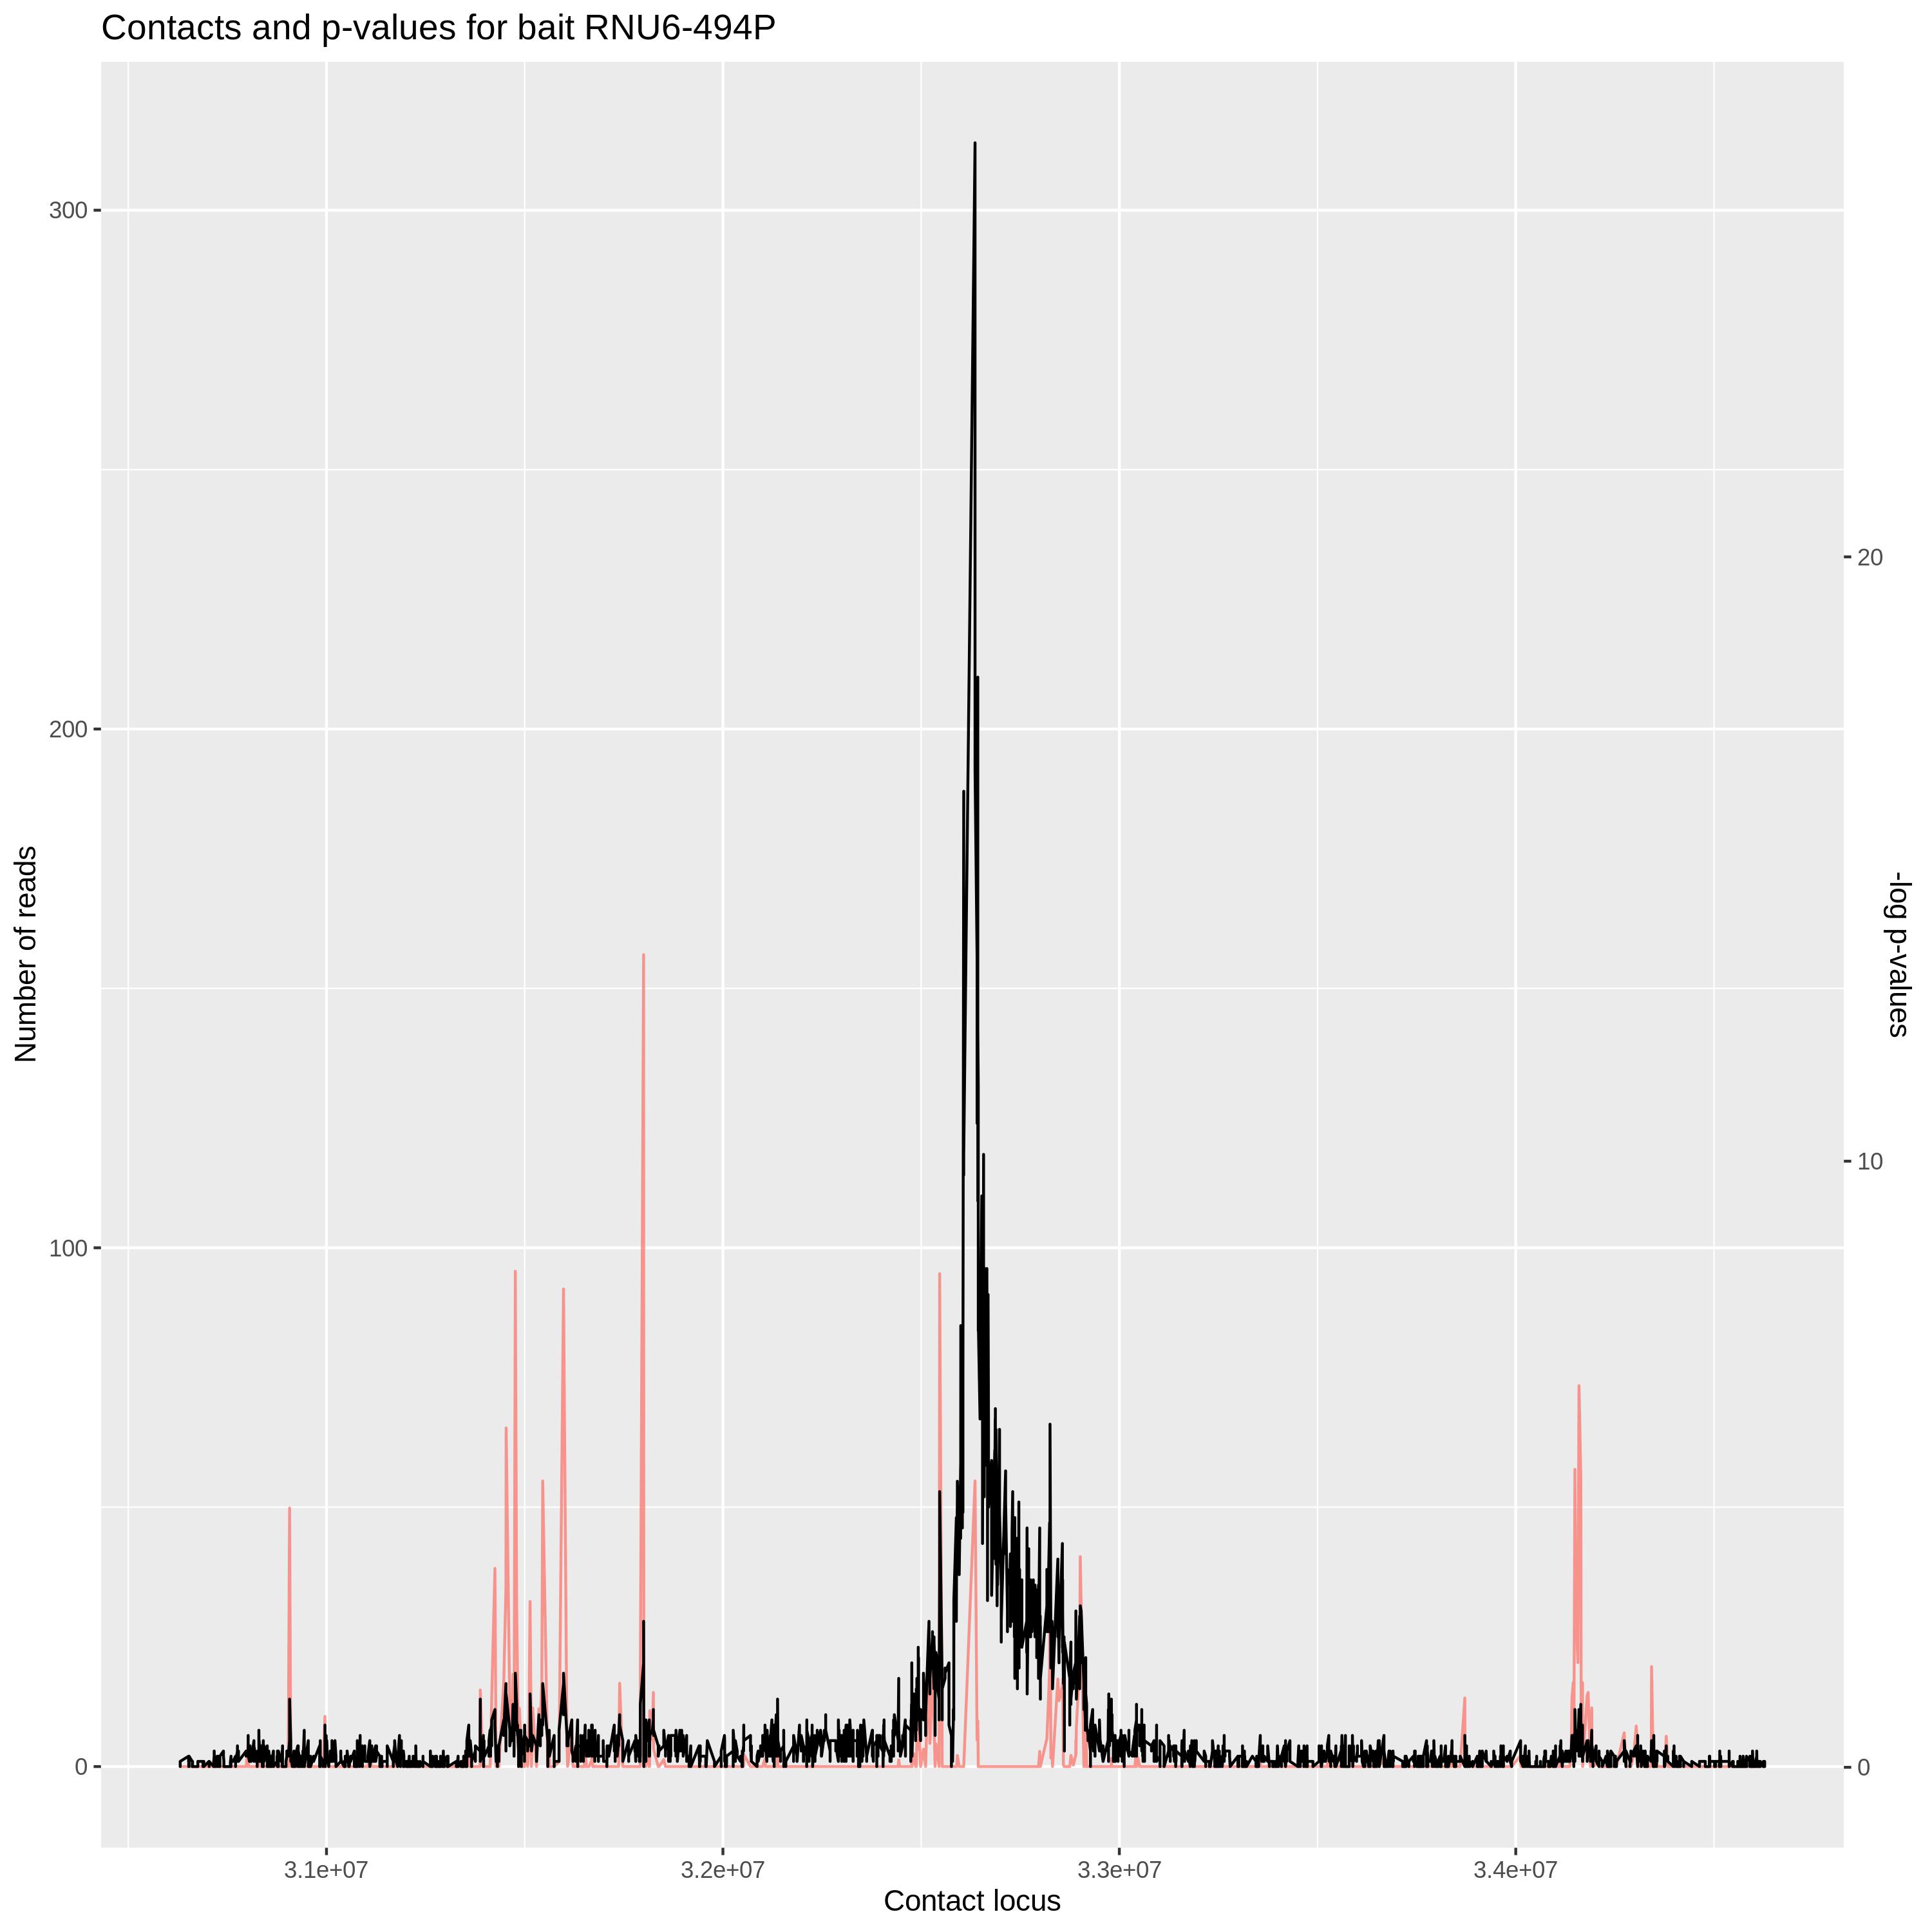 Contacts and p-values for bait RNU6-494P
300
200
100
0
20
10
0
Number of reads
-log p-values
3.1e+07
3.2e+07
3.3e+07
3.4e+07
Contact locus